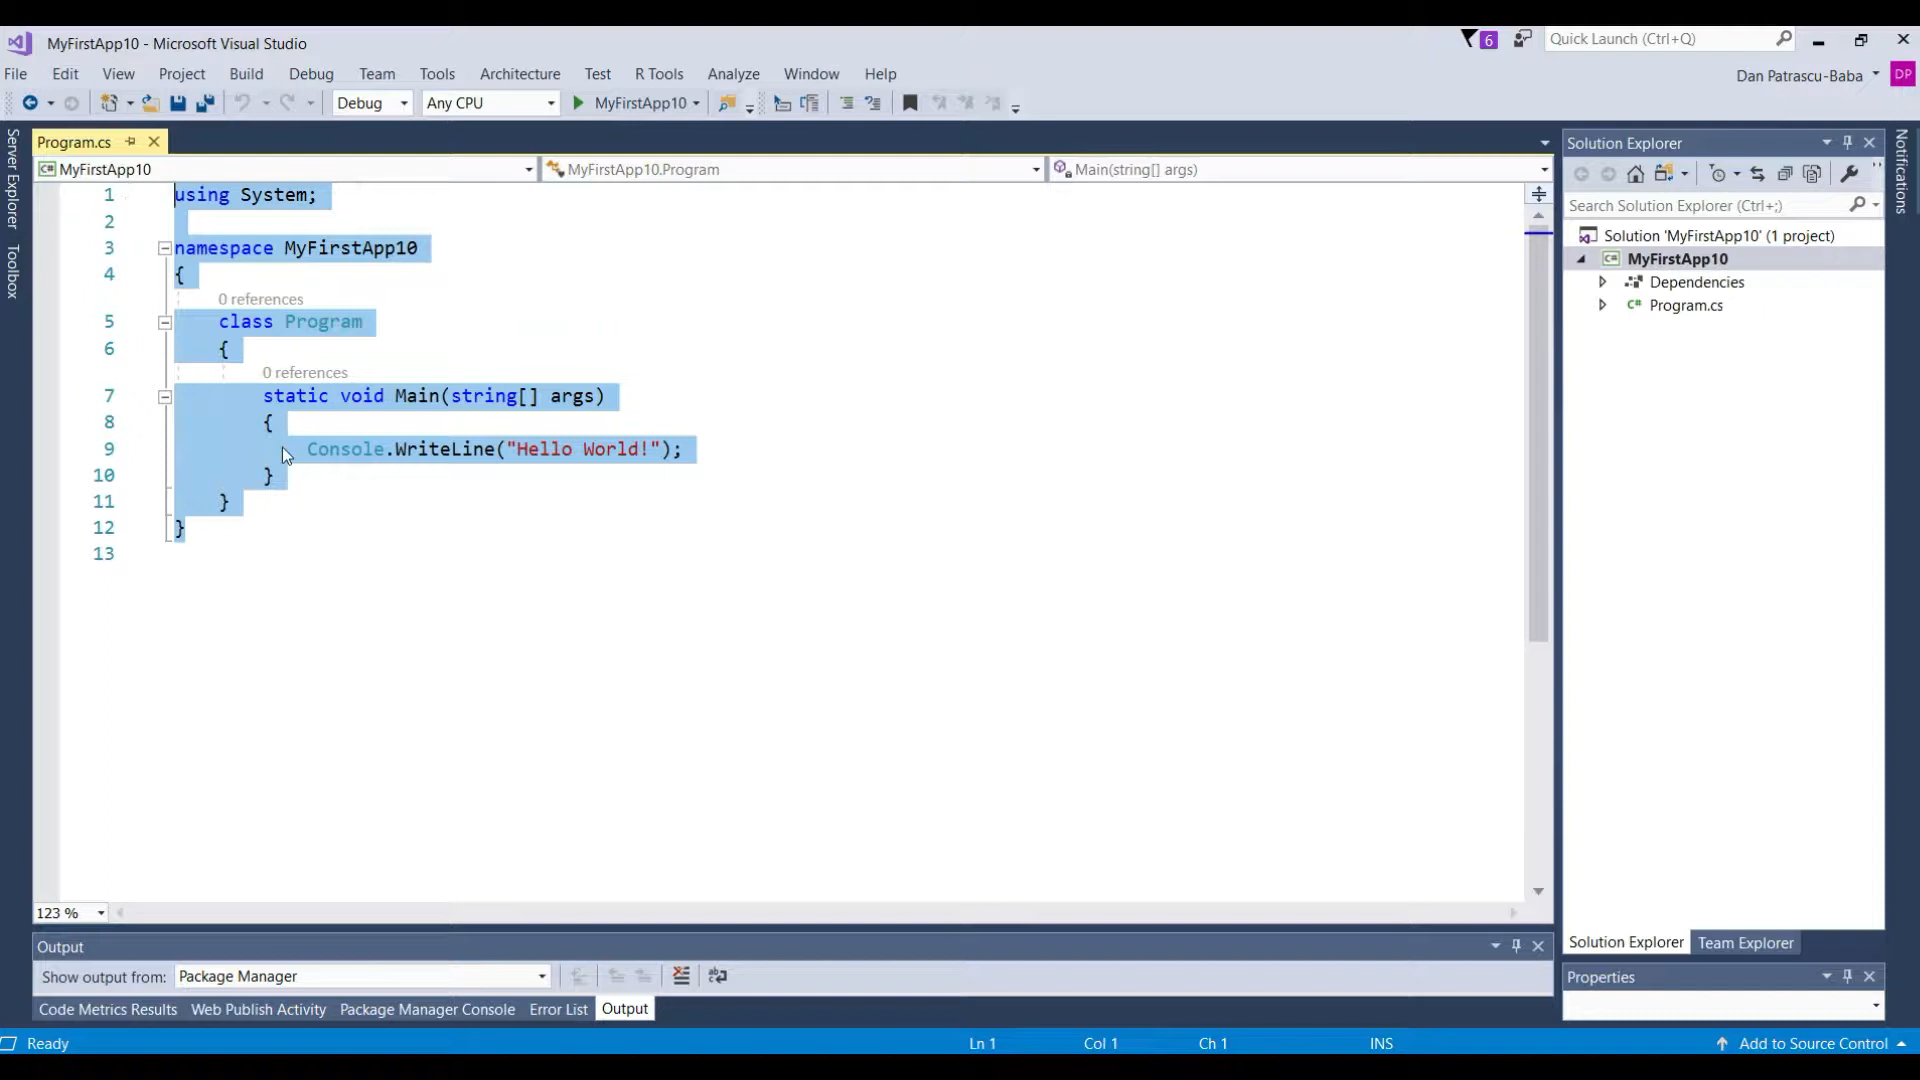 MyFirstApp10 - Microsoft Visual Studio
6
Quick Launch (Ctrl+Q)
File Edit View Project Build Debug Team Tools Architecture Test R Tools Analyze Window Help
Dan Patrascu-Baba
DP
Debug
Any CPU
MyFirstApp10
Server Explorer
Toolbox
Program.cs
MyFirstApp10
MyFirstApp10.Program
Main(string[] args)
1 using System;
2
3 namespace MyFirstApp10
4 {
0 references
5 class Program
6 {
0 references
7 static void Main(string[] args)
8 {
9 Console.WriteLine("Hello World!");
10 }
11 }
12 }
13
123 %
Solution Explorer
Search Solution Explorer (Ctrl+;)
Solution 'MyFirstApp10' (1 project)
C# MyFirstApp10
Dependencies
C# Program.cs
Solution Explorer Team Explorer
Properties
Notifications
Output
Show output from: Package Manager
Code Metrics Results Web Publish Activity Package Manager Console Error List Output
Ready
Ln 1
Col 1
Ch 1
INS
Add to Source Control